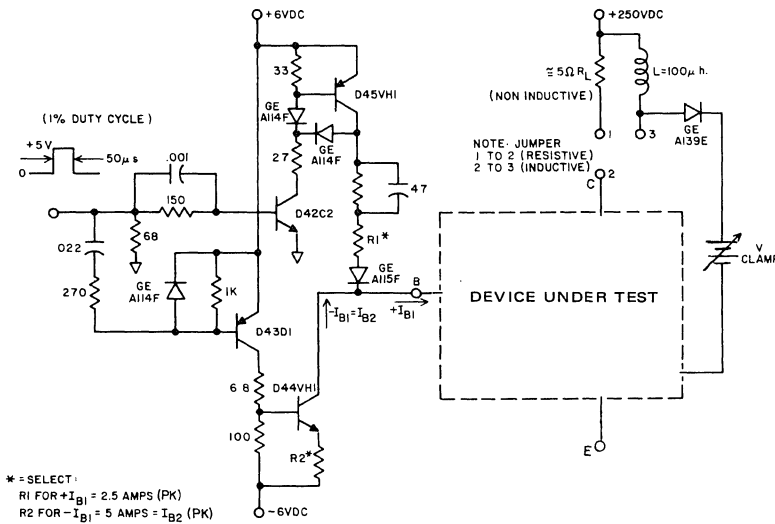 +6VDC
+250VDC
33
D45VH1
≅ 5Ω RL
L=100μ h.
(NON INDUCTIVE)
GE
A114F
GE
A114F
(1% DUTY CYCLE)
+5V
0
50μs
.001
27
150
D42C2
47
R1*
1
3
GE
A139E
NOTE· JUMPER
1 TO 2 (RESISTIVE)
2 TO 3 (INDUCTIVE)
C
2
68
022
270
GE
A114F
1K
D43D1
GE
A115F
B
-IB1=IB2
+IB1
DEVICE UNDER TEST
V
CLAMP
6 8
D44VH1
100
R2*
E
-6VDC
* = SELECT:
R1 FOR +IB1 = 2.5 AMPS (PK)
R2 FOR -IB1 = 5 AMPS = IB2 (PK)